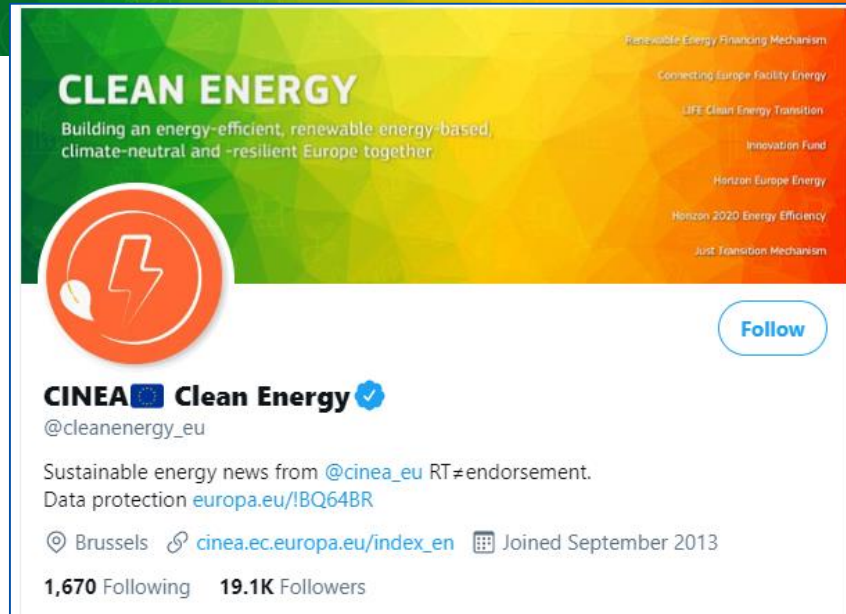 Renewable Energy Financing Mechanism
Connecting Europe Facility Energy
CLEAN ENERGY
LIFE Clean Energy Transition
Building an energy-efficient, renewable energy-based,
climate-neutral and -resilient Europe together
Innovation Fund
Horizon Europe Energy
Horizon 2020 Energy Efficiency
Just Transition Mechanism
Follow
CINEA🇪🇺 Clean Energy
@cleanenergy_eu
Sustainable energy news from @cinea_eu RT≠endorsement.
Data protection europa.eu/!BQ64BR
Brussels cinea.ec.europa.eu/index_en Joined September 2013
1,670 Following 19.1K Followers